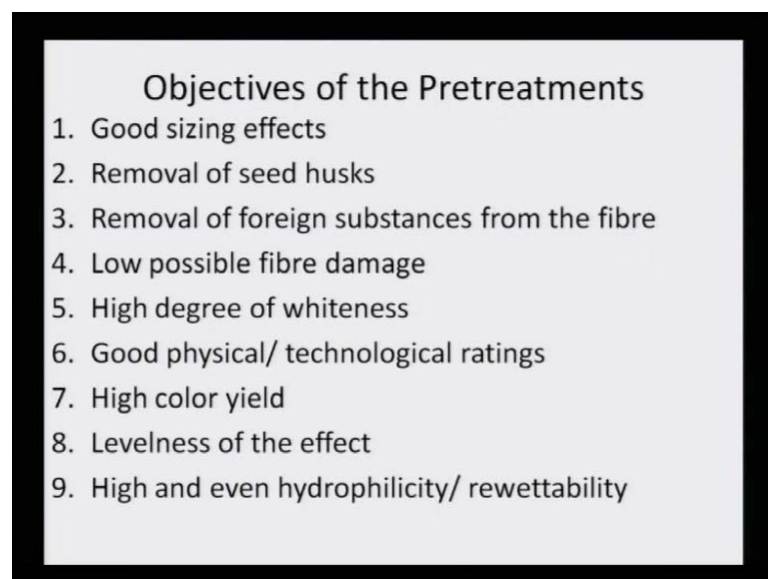 Objectives of the Pretreatments
1. Good sizing effects
2. Removal of seed husks
3. Removal of foreign substances from the fibre
4. Low possible fibre damage
5. High degree of whiteness
6. Good physical/ technological ratings
7. High color yield
8. Levelness of the effect
9. High and even hydrophilicity/ rewettability